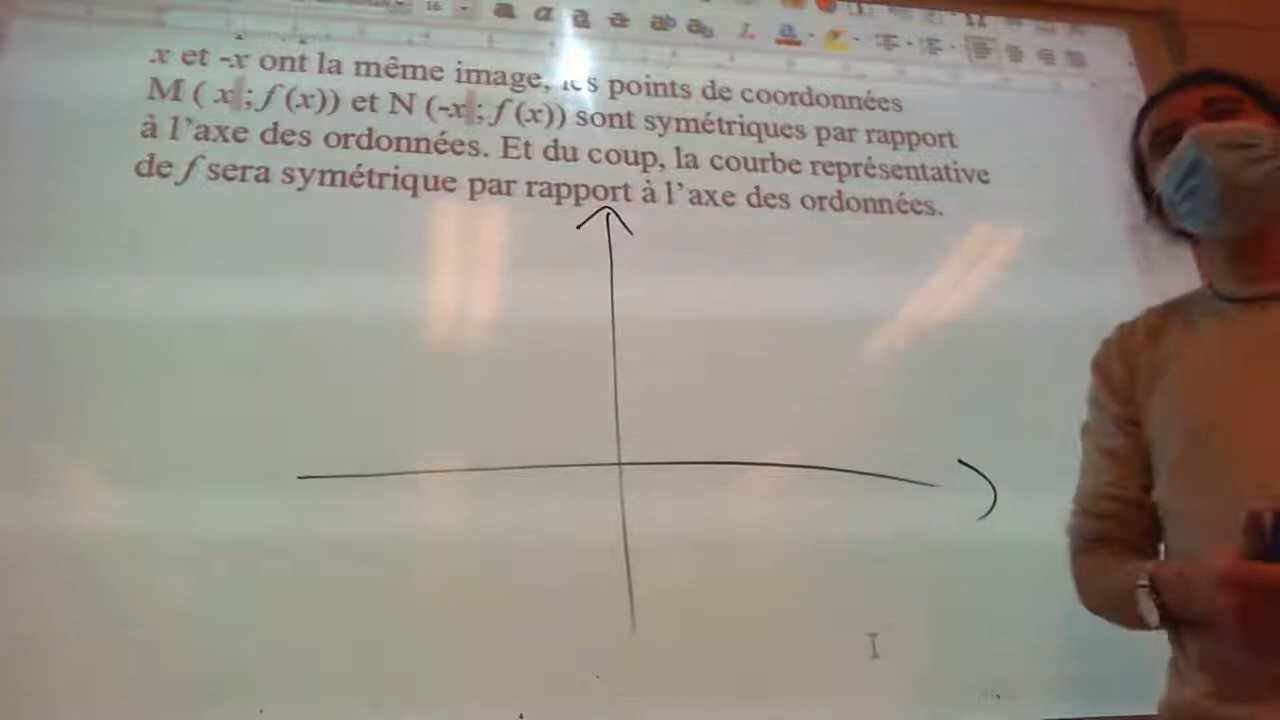 x et -x ont la même image, les points de coordonnées
M ( x ; f (x)) et N (-x ; f (x)) sont symétriques par rapport
à l’axe des ordonnées. Et du coup, la courbe représentative
de f sera symétrique par rapport à l’axe des ordonnées.